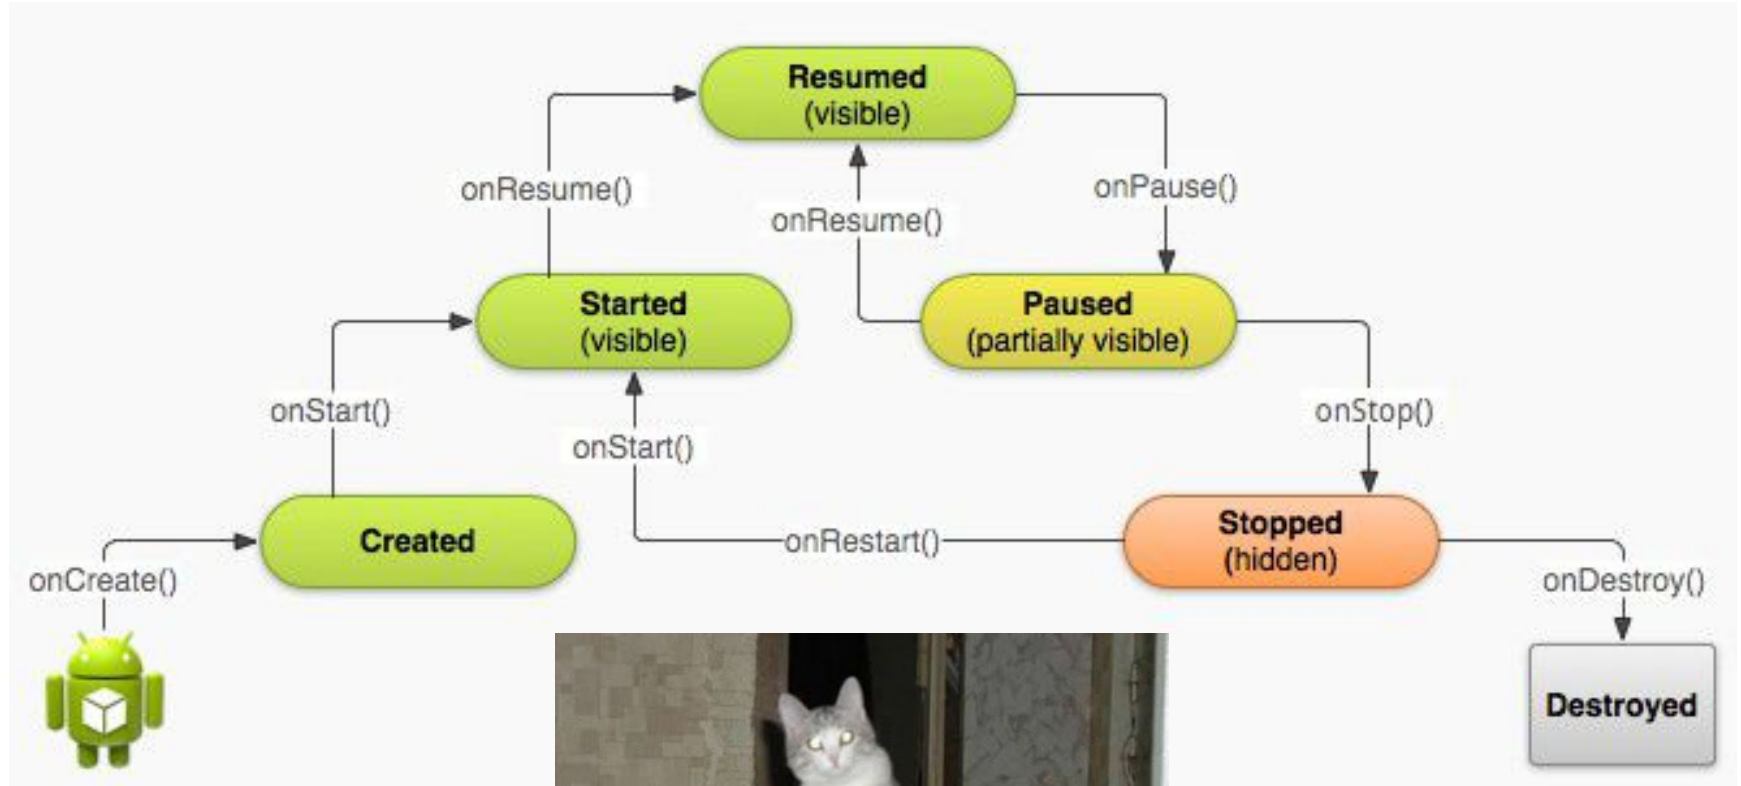 Resumed
(visible)
onResume()
onPause()
onResume()
Started
(visible)
Paused
(partially visible)
onStart()
onStop()
onStart()
Created
Stopped
(hidden)
onRestart()
onCreate()
onDestroy()
Destroyed